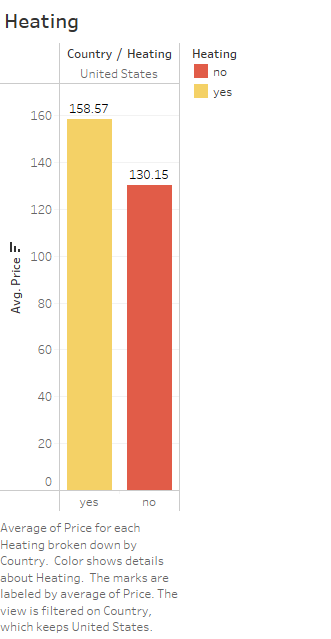 Heating
Country / Heating
United States
Heating
no
yes
158.57
130.15
160
140
120
100
80
60
40
20
0
Avg. Price
yes
no
Average of Price for each
Heating broken down by
Country.  Color shows details
about Heating.  The marks are
labeled by average of Price. The
view is filtered on Country,
which keeps United States.